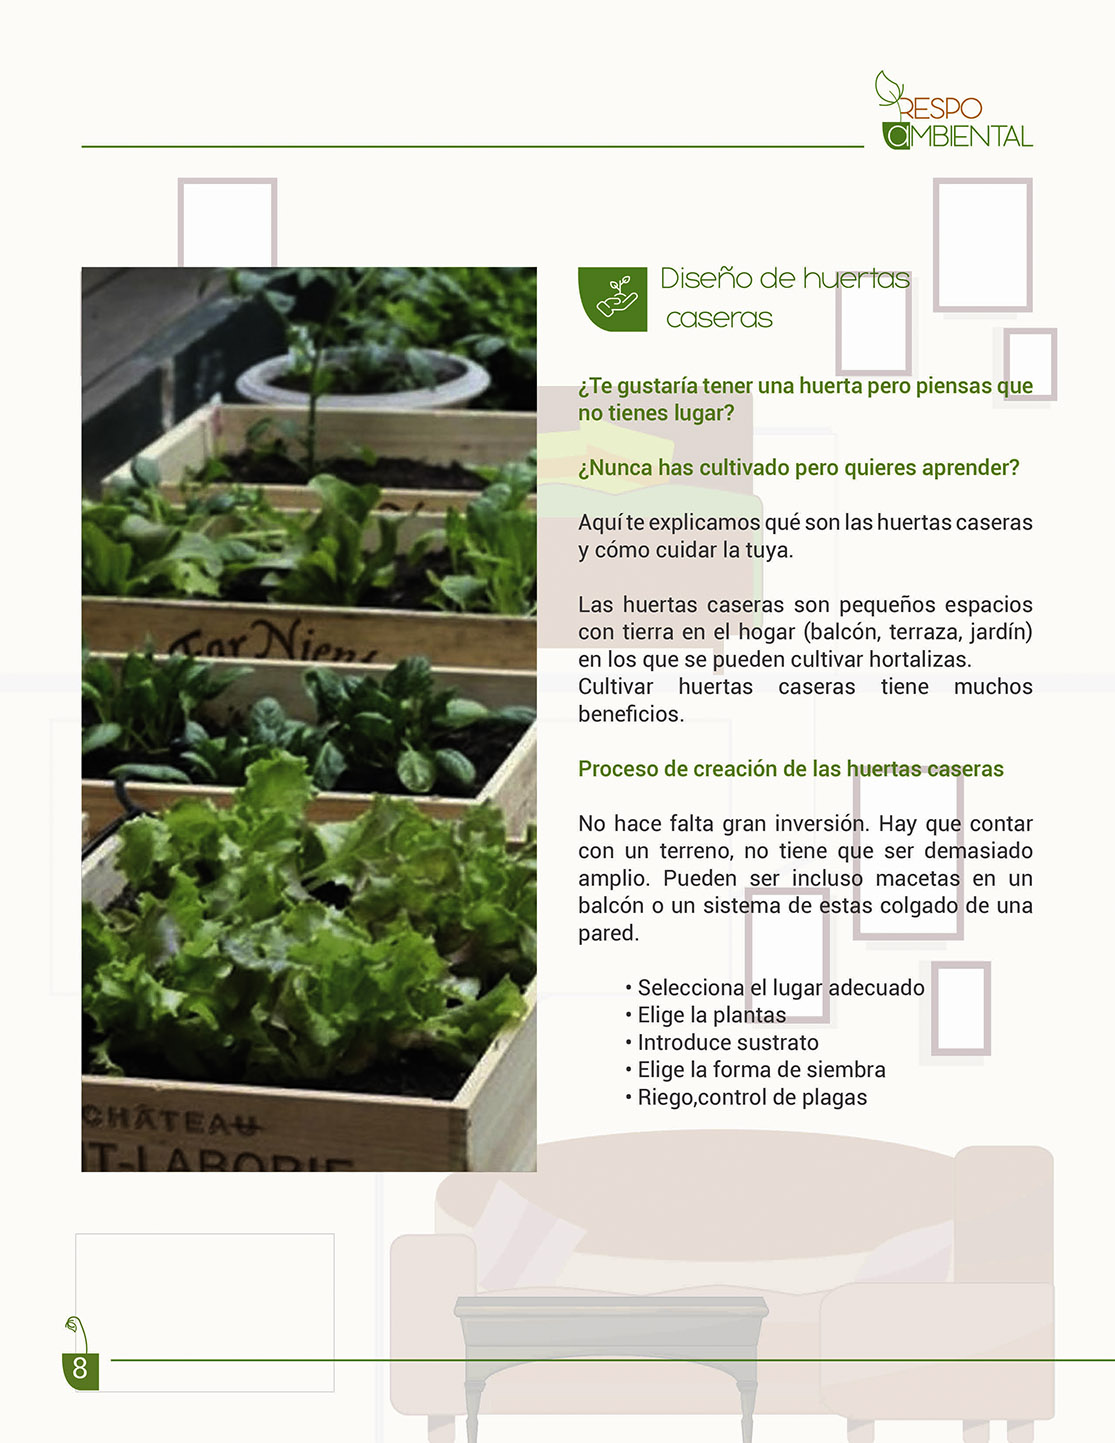 RESPO
aMBIENTAL
Diseño de huertas
caseras
¿Te gustaría tener una huerta pero piensas que
no tienes lugar?
¿Nunca has cultivado pero quieres aprender?
Aquí te explicamos qué son las huertas caseras
y cómo cuidar la tuya.
Las huertas caseras son pequeños espacios
con tierra en el hogar (balcón, terraza, jardín)
en los que se pueden cultivar hortalizas.
Cultivar huertas caseras tiene muchos
beneficios.
Proceso de creación de las huertas caseras
No hace falta gran inversión. Hay que contar
con un terreno, no tiene que ser demasiado
amplio. Pueden ser incluso macetas en un
balcón o un sistema de estas colgado de una
pared.
• Selecciona el lugar adecuado
• Elige la plantas
• Introduce sustrato
• Elige la forma de siembra
• Riego,control de plagas
CHÂTEAU
T-LABORIE
8